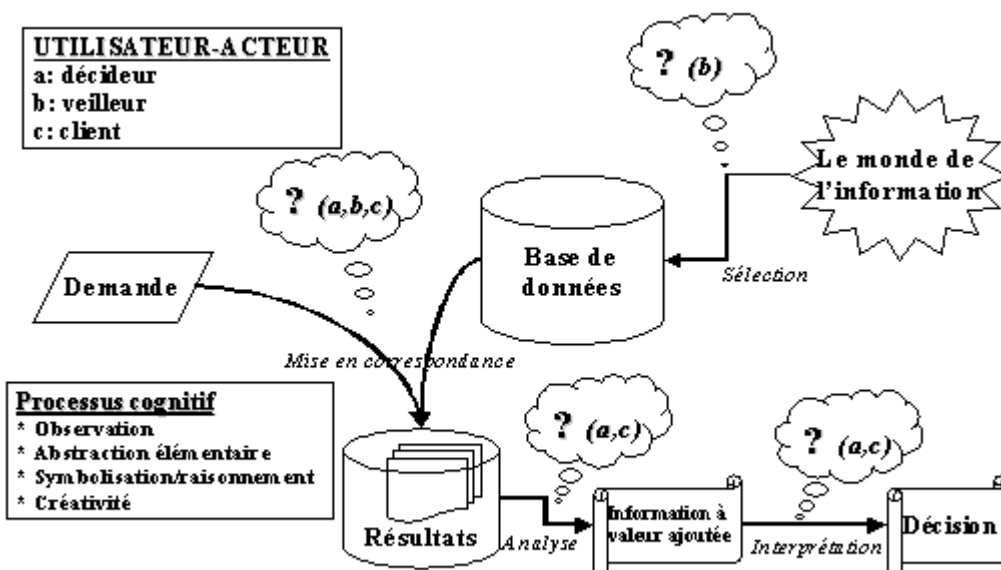 UTILISATEUR-ACTEUR
a: décideur
b: veilleur
c: client
? (b)
Le monde de
l'information
? (a,b,c)
Base de
données
Sélection
Demande
Mise en correspondance
Processus cognitif
* Observation
* Abstraction élémentaire
* Symbolisation/raisonnement
* Créativité
? (a,c)
? (a,c)
Résultats
Analyse
Information à
valeur ajoutée
Interprétation
Décision